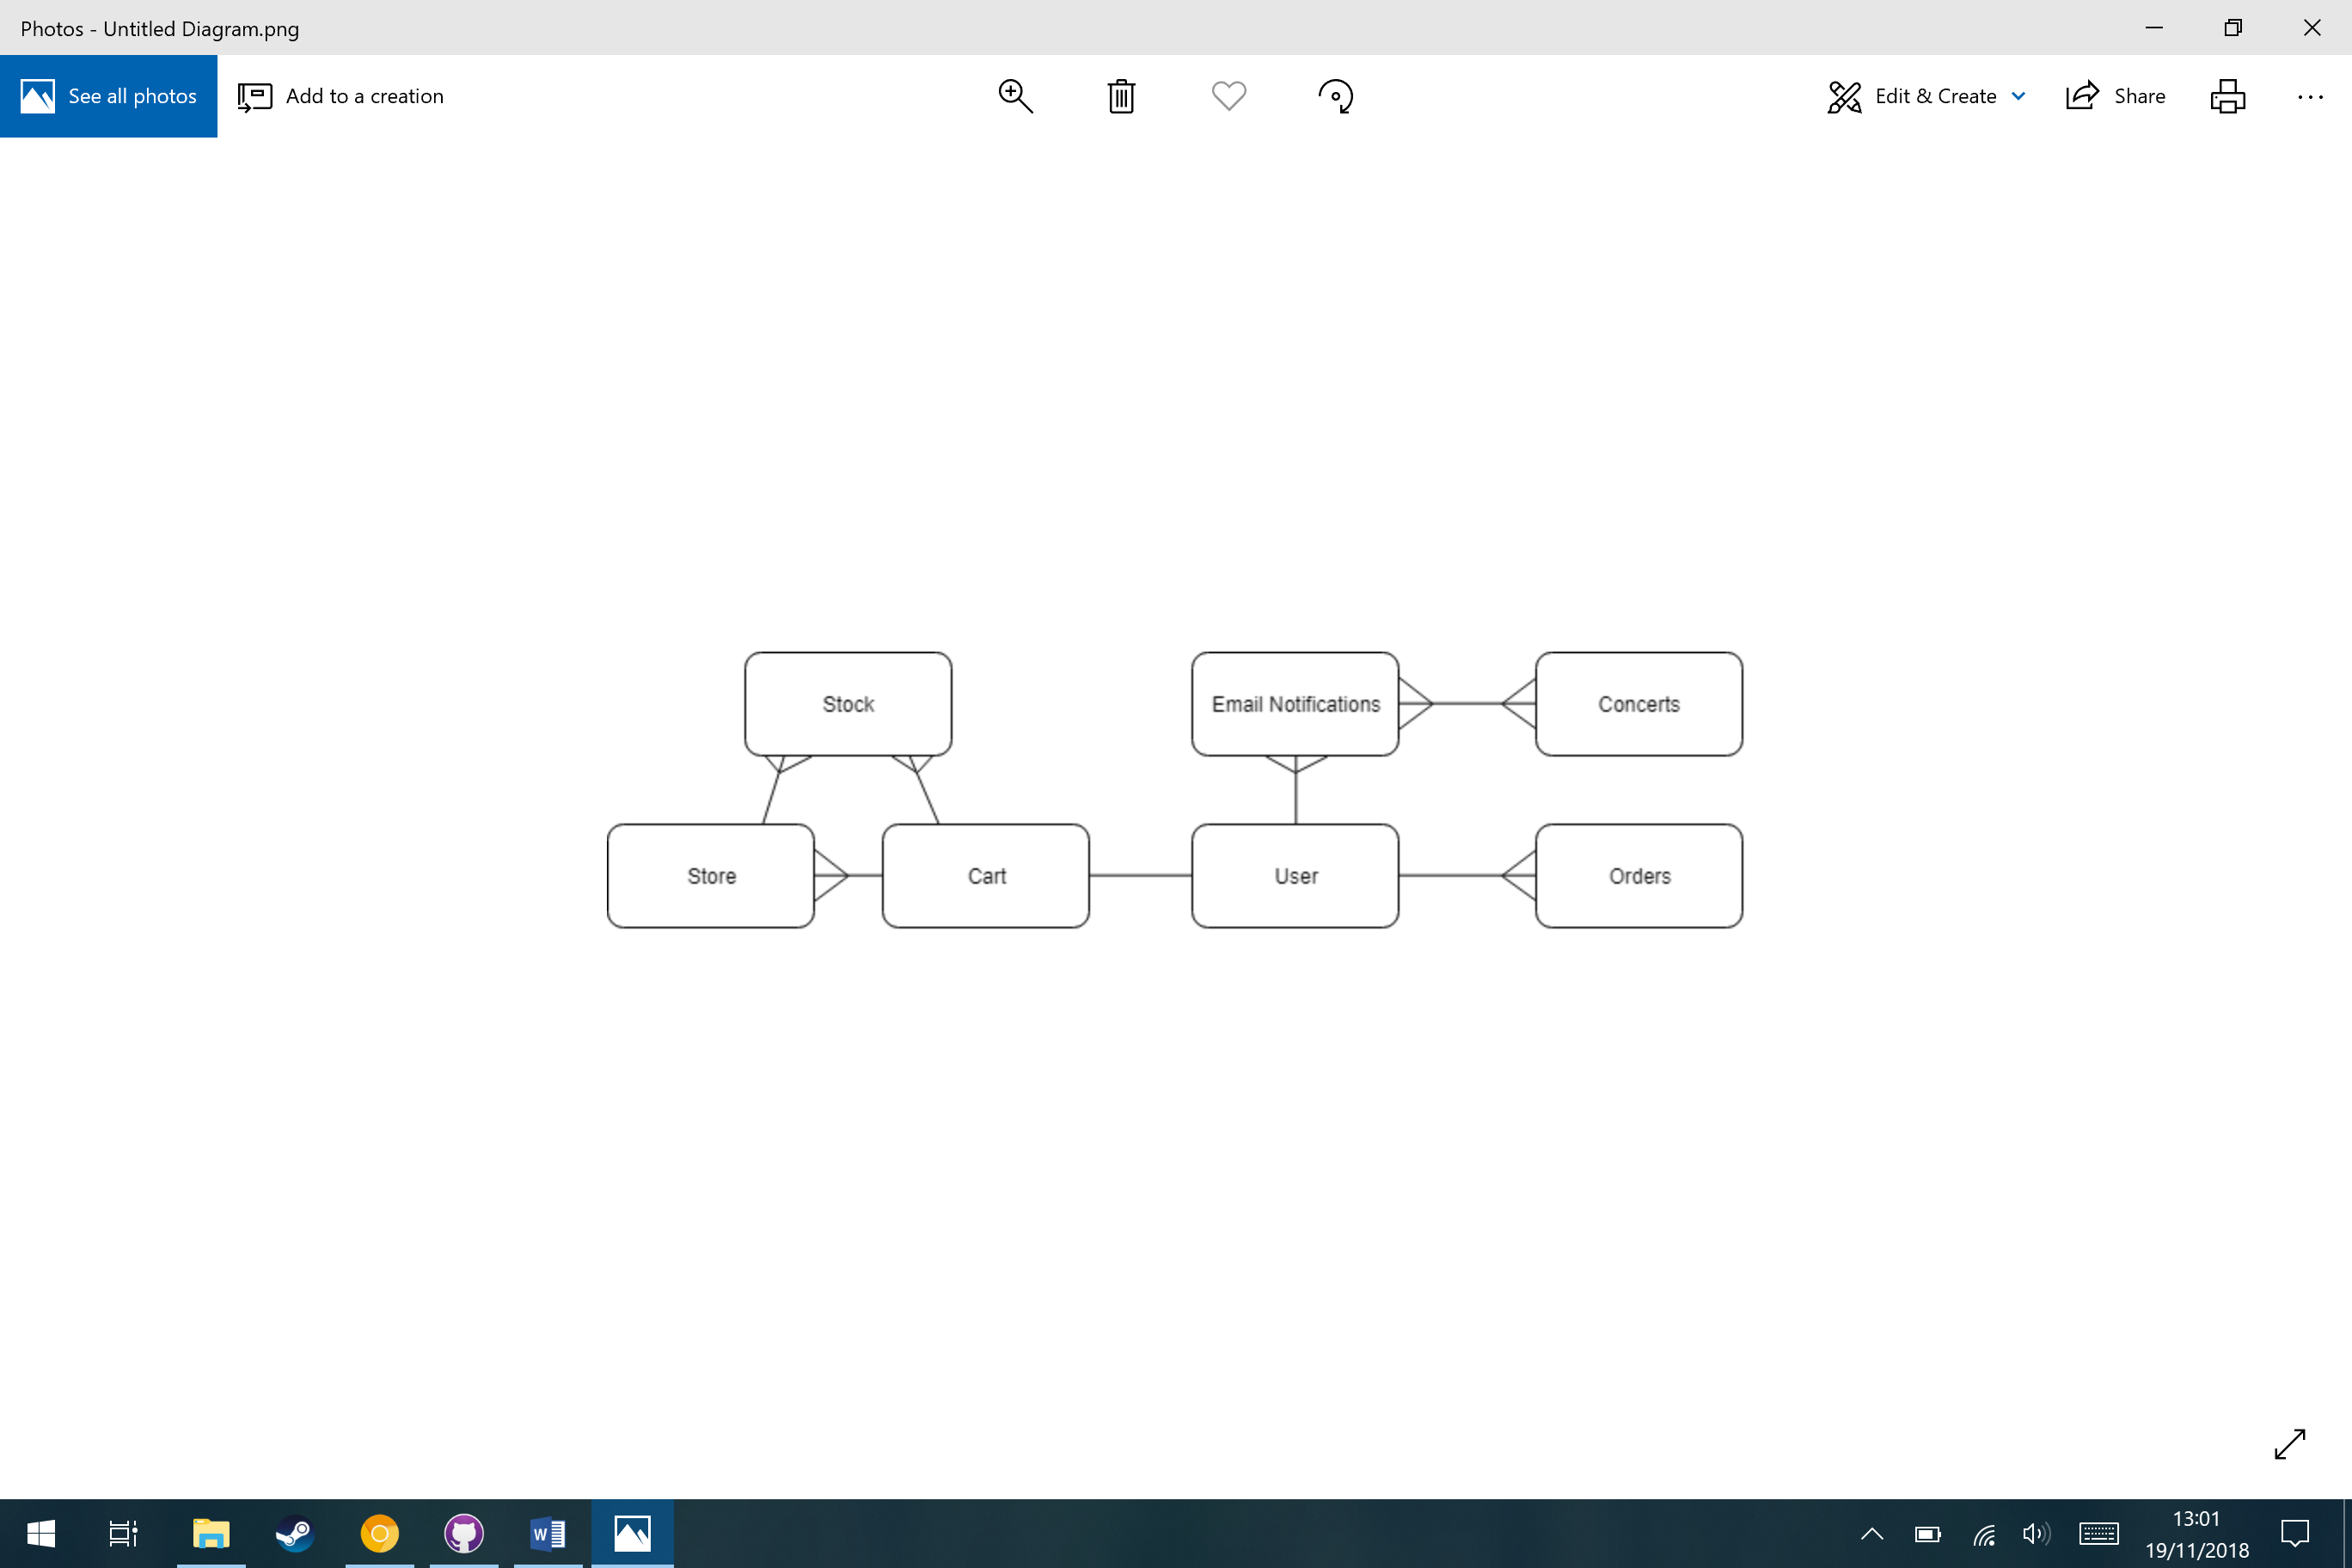 Photos - Untitled Diagram.png
See all photos
Add to a creation
Edit & Create
Share
Stock
Email Notifications
Concerts
Store
Cart
User
Orders
W
13:01
19/11/2018